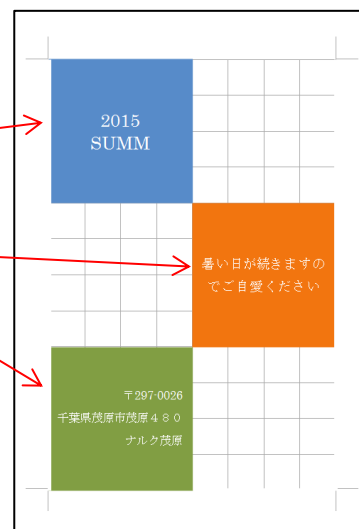 2015
SUMM
暑い日が続きますの
でご自愛ください
〒297-0026
千葉県茂原市茂原４８０
ナルク茂原